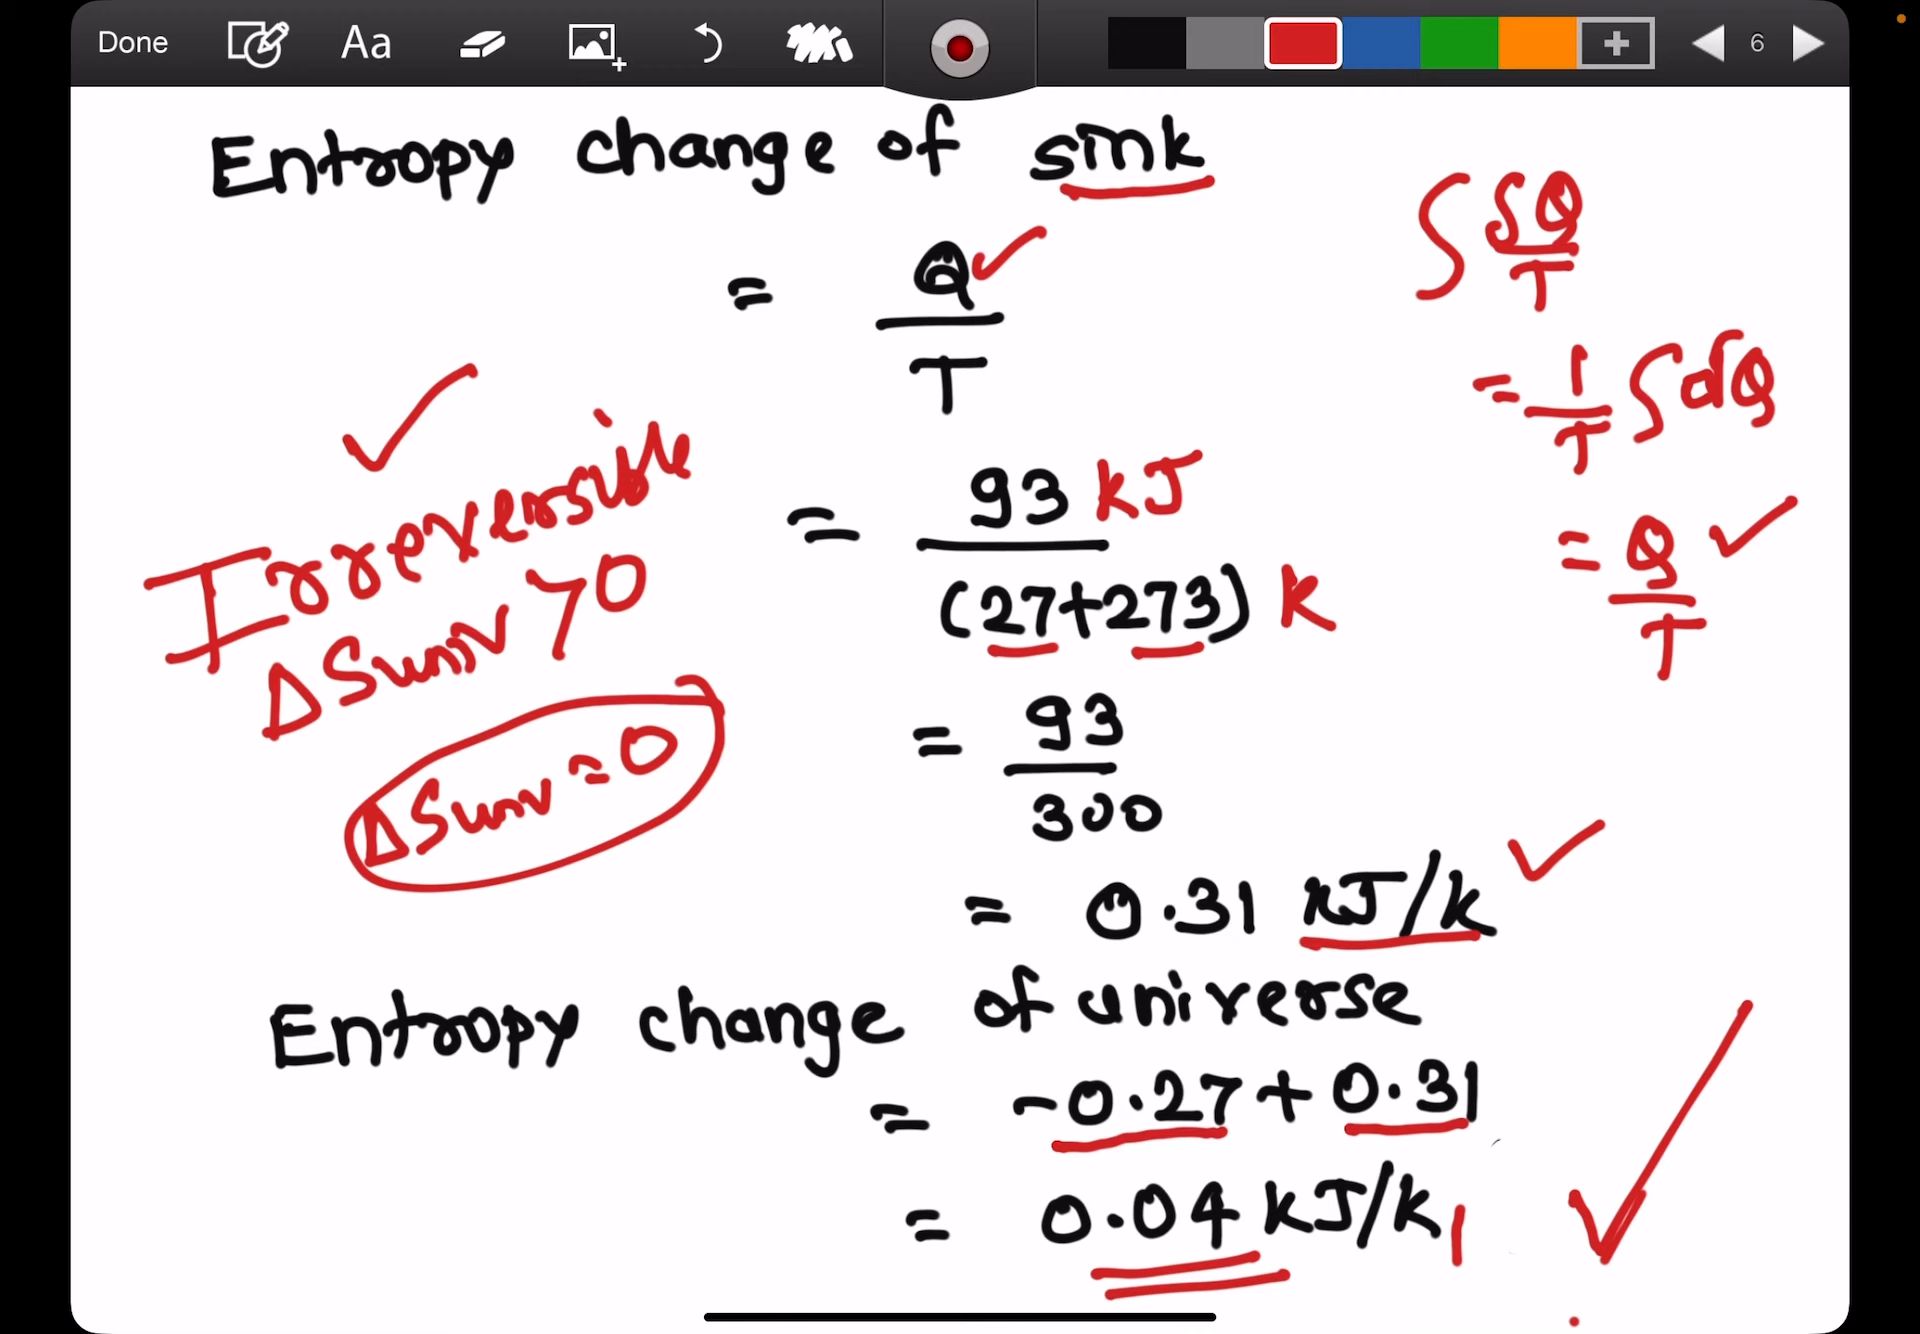 Done
Aa
6
Entropy change of sink
= Q / T
= 93 kJ / (27+273) K
= 93 / 300
= 0.31 kJ/K
Entropy change of universe
= -0.27 + 0.31
= 0.04 kJ/K
Irreversible
ΔSuniv > 0
ΔSuniv = 0
∫ δQ / T
= 1 / T ∫ dQ
= Q / T